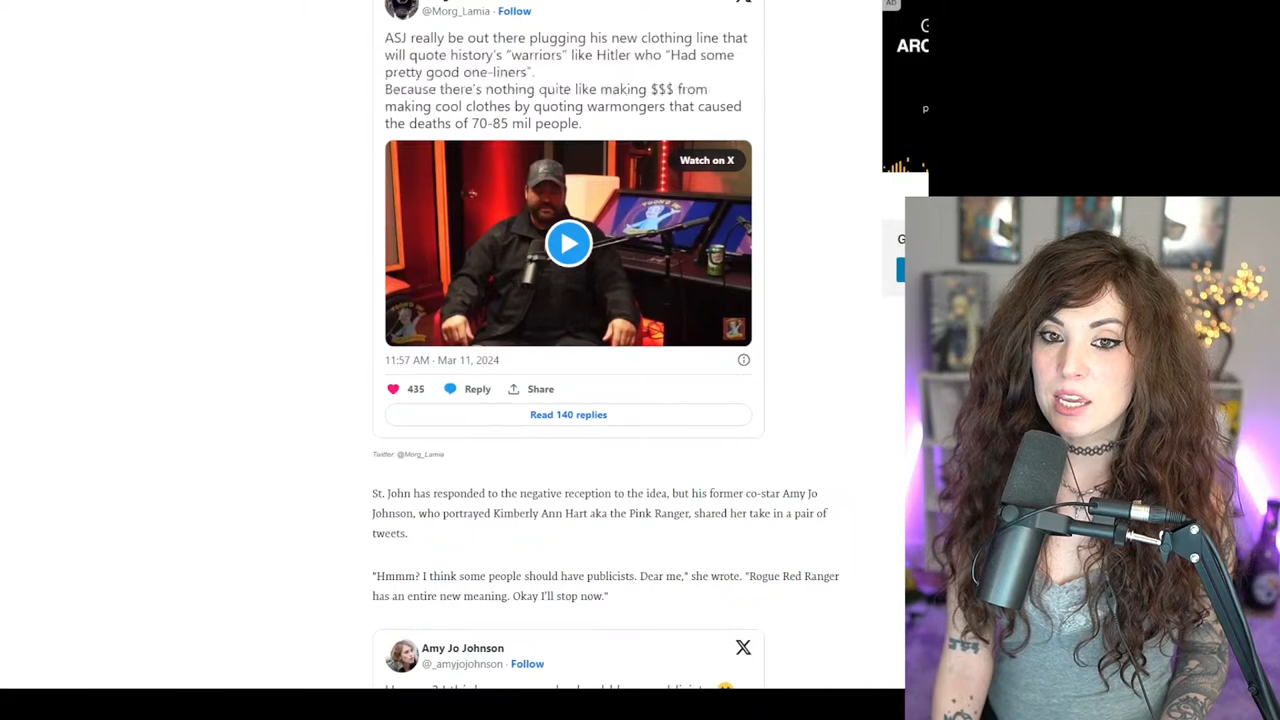 @Morg_Lamia · Follow
AD
ASJ really be out there plugging his new clothing line that
will quote history's "warriors" like Hitler who "Had some
pretty good one-liners".
Because there's nothing quite like making $$$ from
making cool clothes by quoting warmongers that caused
the deaths of 70-85 mil people.
Watch on X
11:57 AM · Mar 11, 2024
435
Reply
Share
Read 140 replies
Twitter: @Morg_Lamia
St. John has responded to the negative reception to the idea, but his former co-star Amy Jo
Johnson, who portrayed Kimberly Ann Hart aka the Pink Ranger, shared her take in a pair of
tweets.
"Hmmm? I think some people should have publicists. Dear me," she wrote. "Rogue Red Ranger
has an entire new meaning. Okay I'll stop now."
Amy Jo Johnson
@_amyjojohnson · Follow
ARC